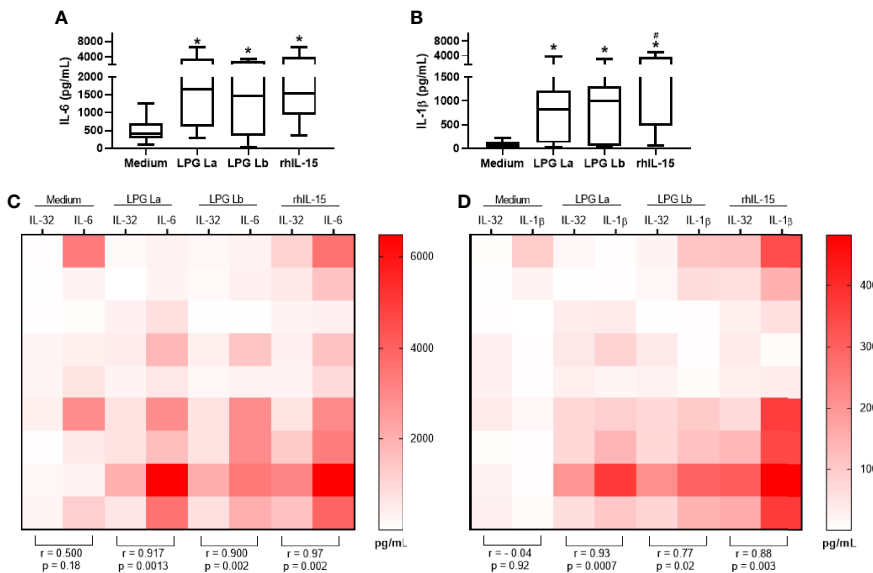 A
IL-6 (pg/mL)
8000
4000
2000
1500
1000
500
0
*
*
*
Medium LPG La LPG Lb rhIL-15
B
IL-1β (pg/mL)
8000
4000
1000
500
0
*
*
#
*
Medium LPG La LPG Lb rhIL-15
C
Medium LPG La LPG Lb rhIL-15
IL-32 IL-6 IL-32 IL-6 IL-32 IL-6 IL-32 IL-6
6000
4000
2000
pg/mL
r = 0.500 r = 0.917 r = 0.900 r = 0.97
p = 0.18 p = 0.0013 p = 0.002 p = 0.002
D
Medium LPG La LPG Lb rhIL-15
IL-32 IL-1β IL-32 IL-1β IL-32 IL-1β IL-32 IL-1β
pg/mL
r = - 0.04 r = 0.93 r = 0.77 r = 0.88
p = 0.92 p = 0.0007 p = 0.02 p = 0.003